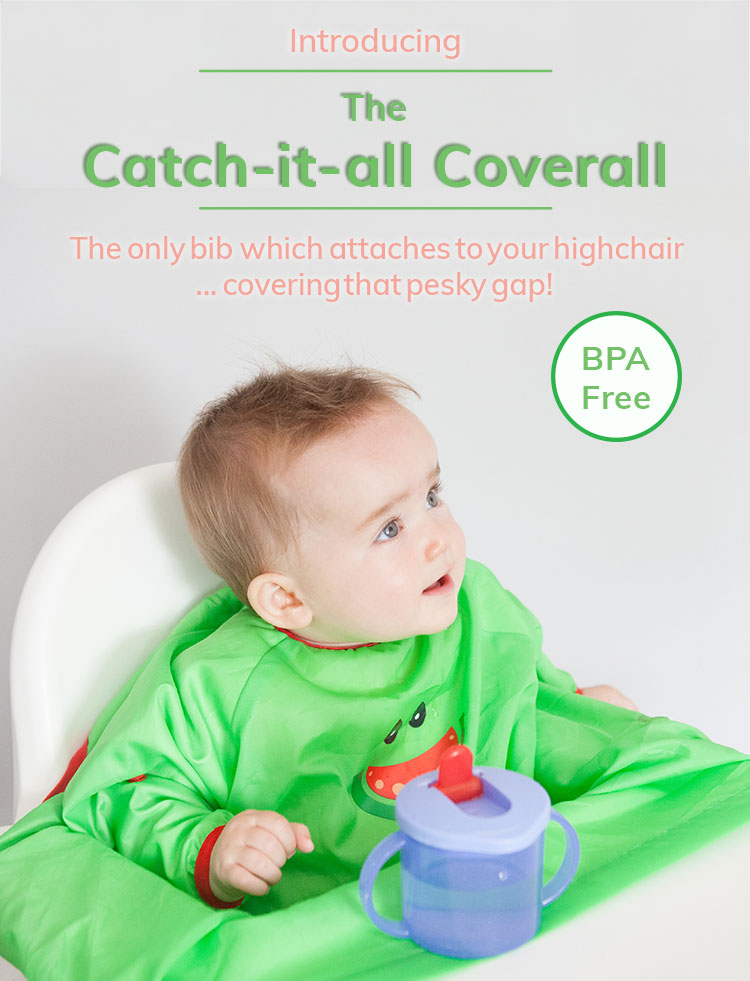 Introducing
The
Catch-it-all Coverall
The only bib which attaches to your highchair
... covering that pesky gap!
BPA
Free